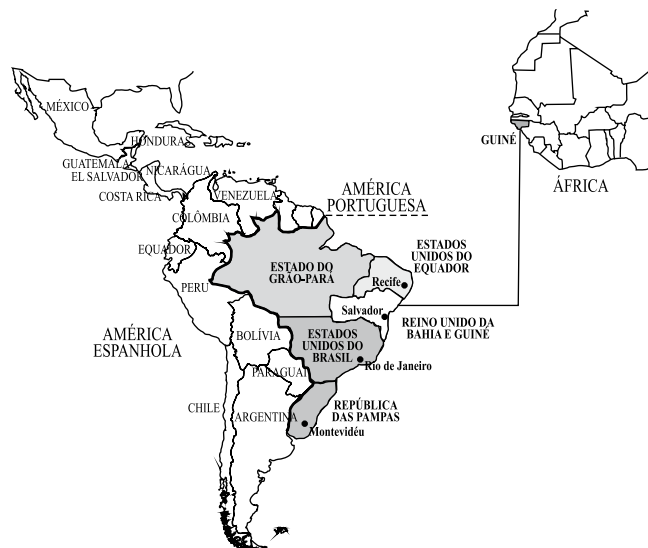 MÉXICO
HONDURAS
GUATEMALA
EL SALVADOR
NICARÁGUA
COSTA RICA
VENEZUELA
COLÔMBIA
EQUADOR
PERU
AMÉRICA
PORTUGUESA
GUINÉ
ÁFRICA
ESTADO DO
GRÃO-PARÁ
ESTADOS
UNIDOS DO
EQUADOR
Recife
Salvador
REINO UNIDO DA
BAHIA E GUINÉ
AMÉRICA
ESPANHOLA
BOLÍVIA
ESTADOS
UNIDOS DO
BRASIL
Rio de Janeiro
PARAGUAI
CHILE
ARGENTINA
REPÚBLICA
DAS PAMPAS
Montevidéu